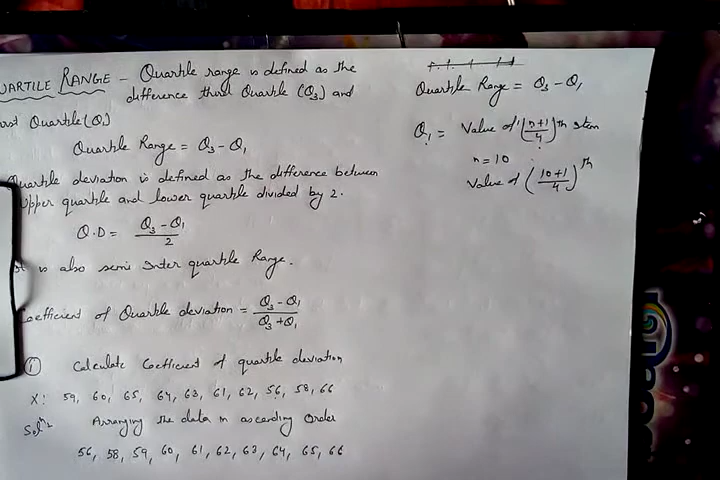 UARTILE RANGE - Quartile range is defined as the
difference third Quartile (Q3) and
Quartile (Q1)
Quartile Range = Q3 - Q1
Quartile deviation is defined as the difference between
upper quartile and lower quartile divided by 2.
Q.D = Q3 - Q1 / 2
It is also semi Inter quartile Range.
Coefficient of Quartile deviation = Q3 - Q1 / Q3 + Q1
(i) Calculate Coefficient of quartile deviation
X: 59, 60, 65, 64, 63, 61, 62, 56, 58, 66
Soln Arranging the data in ascending order
56, 58, 59, 60, 61, 62, 63, 64, 65, 66
Quartile Range = Q3 - Q1
Q1 = Value of (n+1 / 4)th item
n = 10
Value of (10+1 / 4)th